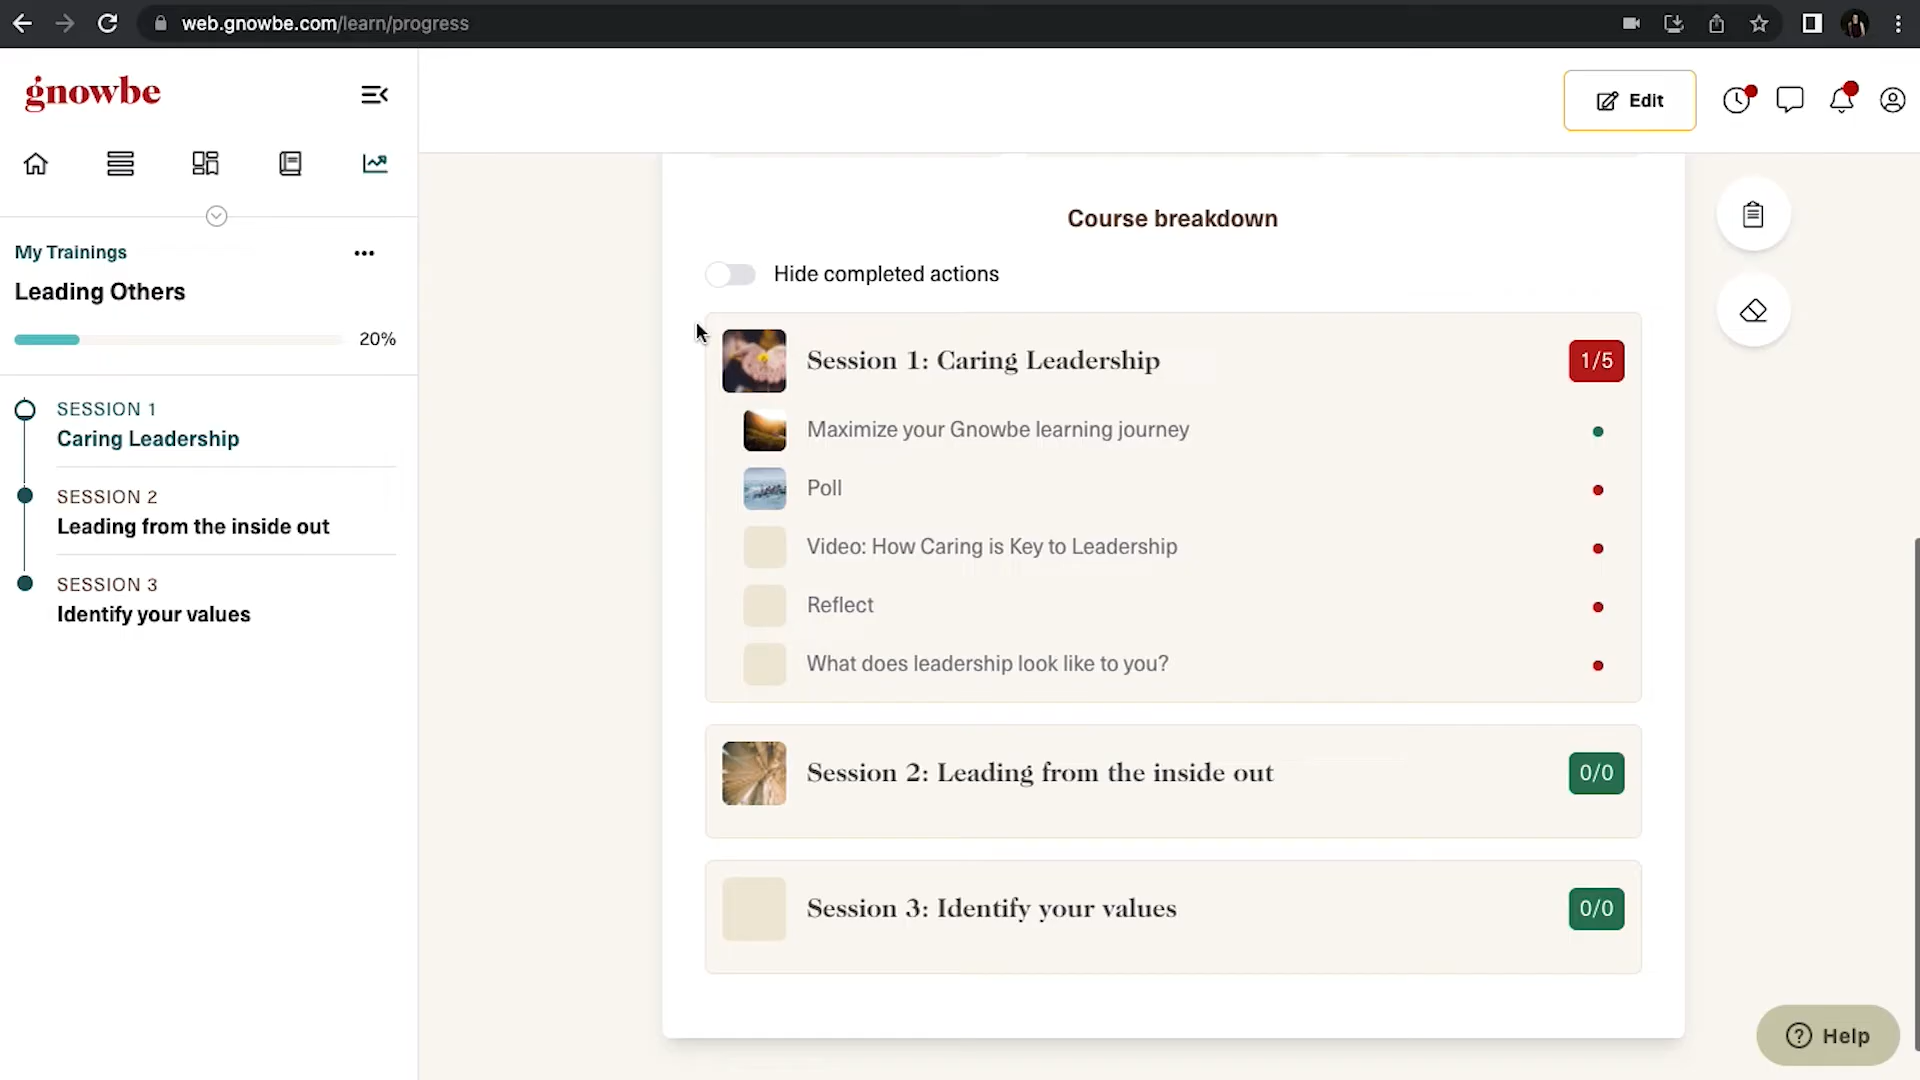 web.gnowbe.com/learn/progress
gnowbe
Edit
My Trainings
Leading Others
20%
SESSION 1
Caring Leadership
SESSION 2
Leading from the inside out
SESSION 3
Identify your values
Course breakdown
Hide completed actions
Session 1: Caring Leadership
1/5
Maximize your Gnowbe learning journey
Poll
Video: How Caring is Key to Leadership
Reflect
What does leadership look like to you?
Session 2: Leading from the inside out
0/0
Session 3: Identify your values
0/0
Help